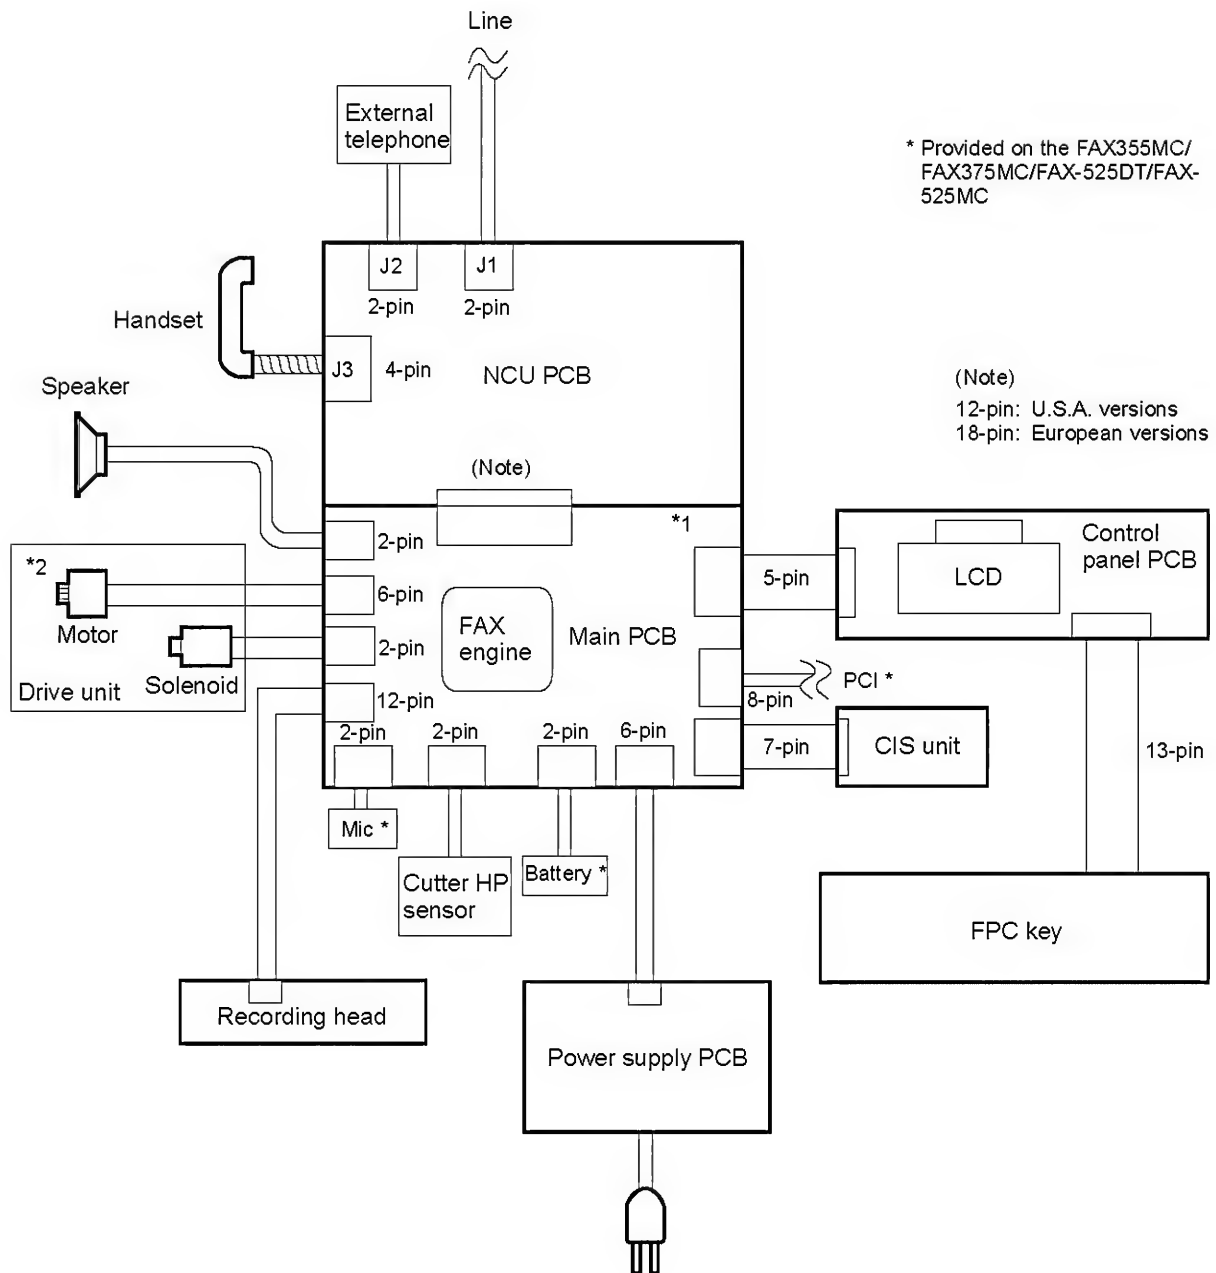 Line
External
telephone
* Provided on the FAX355MC/
FAX375MC/FAX-525DT/FAX-
525MC
J2
J1
2-pin
2-pin
Handset
J3
4-pin
NCU PCB
Speaker
(Note)
12-pin: U.S.A. versions
18-pin: European versions
(Note)
*1
2-pin
Control
panel PCB
LCD
5-pin
*2
Motor
6-pin
FAX
engine
Main PCB
2-pin
Solenoid
Drive unit
12-pin
PCI *
8-pin
2-pin
2-pin
2-pin
6-pin
7-pin
CIS unit
13-pin
Mic *
Cutter HP
sensor
Battery *
FPC key
Recording head
Power supply PCB